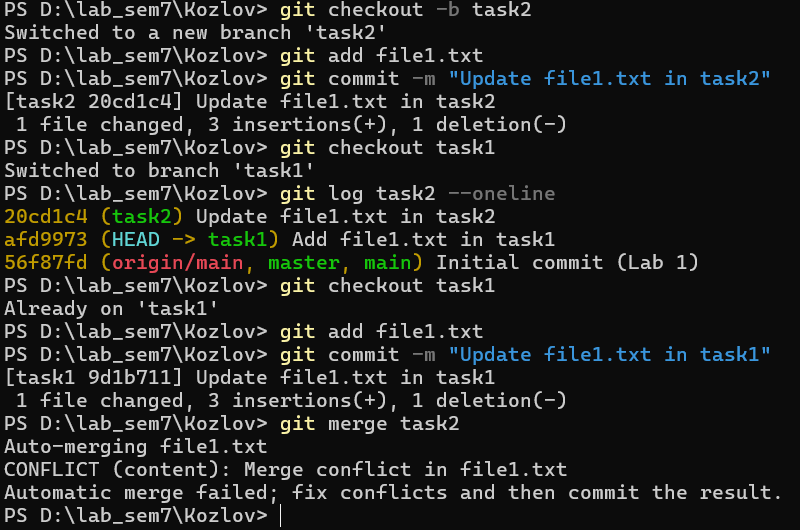 PS D:\lab_sem7\Kozlov> git checkout -b task2
Switched to a new branch 'task2'
PS D:\lab_sem7\Kozlov> git add file1.txt
PS D:\lab_sem7\Kozlov> git commit -m "Update file1.txt in task2"
[task2 20cd1c4] Update file1.txt in task2
 1 file changed, 3 insertions(+), 1 deletion(-)
PS D:\lab_sem7\Kozlov> git checkout task1
Switched to branch 'task1'
PS D:\lab_sem7\Kozlov> git log task2 --oneline
20cd1c4 (task2) Update file1.txt in task2
afd9973 (HEAD -> task1) Add file1.txt in task1
56f87fd (origin/main, master, main) Initial commit (Lab 1)
PS D:\lab_sem7\Kozlov> git checkout task1
Already on 'task1'
PS D:\lab_sem7\Kozlov> git add file1.txt
PS D:\lab_sem7\Kozlov> git commit -m "Update file1.txt in task1"
[task1 9d1b711] Update file1.txt in task1
 1 file changed, 3 insertions(+), 1 deletion(-)
PS D:\lab_sem7\Kozlov> git merge task2
Auto-merging file1.txt
CONFLICT (content): Merge conflict in file1.txt
Automatic merge failed; fix conflicts and then commit the result.
PS D:\lab_sem7\Kozlov>